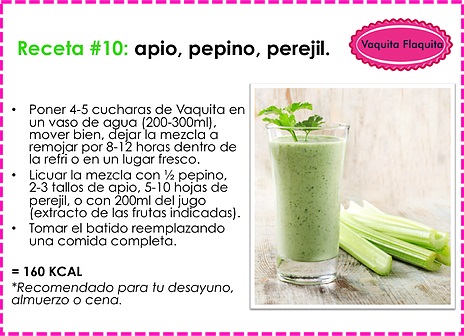 Receta #10: apio, pepino, perejil.
Vaquita Flaquita
• Poner 4-5 cucharas de Vaquita en
un vaso de agua (200-300ml),
mover bien, dejar la mezcla a
remojar por 8-12 horas dentro de
la refri o en un lugar fresco.
• Licuar la mezcla con ½ pepino,
2-3 tallos de apio, 5-10 hojas de
perejil, o con 200ml del jugo
(extracto de las frutas indicadas).
• Tomar el batido reemplazando
una comida completa.
= 160 KCAL
*Recomendado para tu desayuno,
almuerzo o cena.